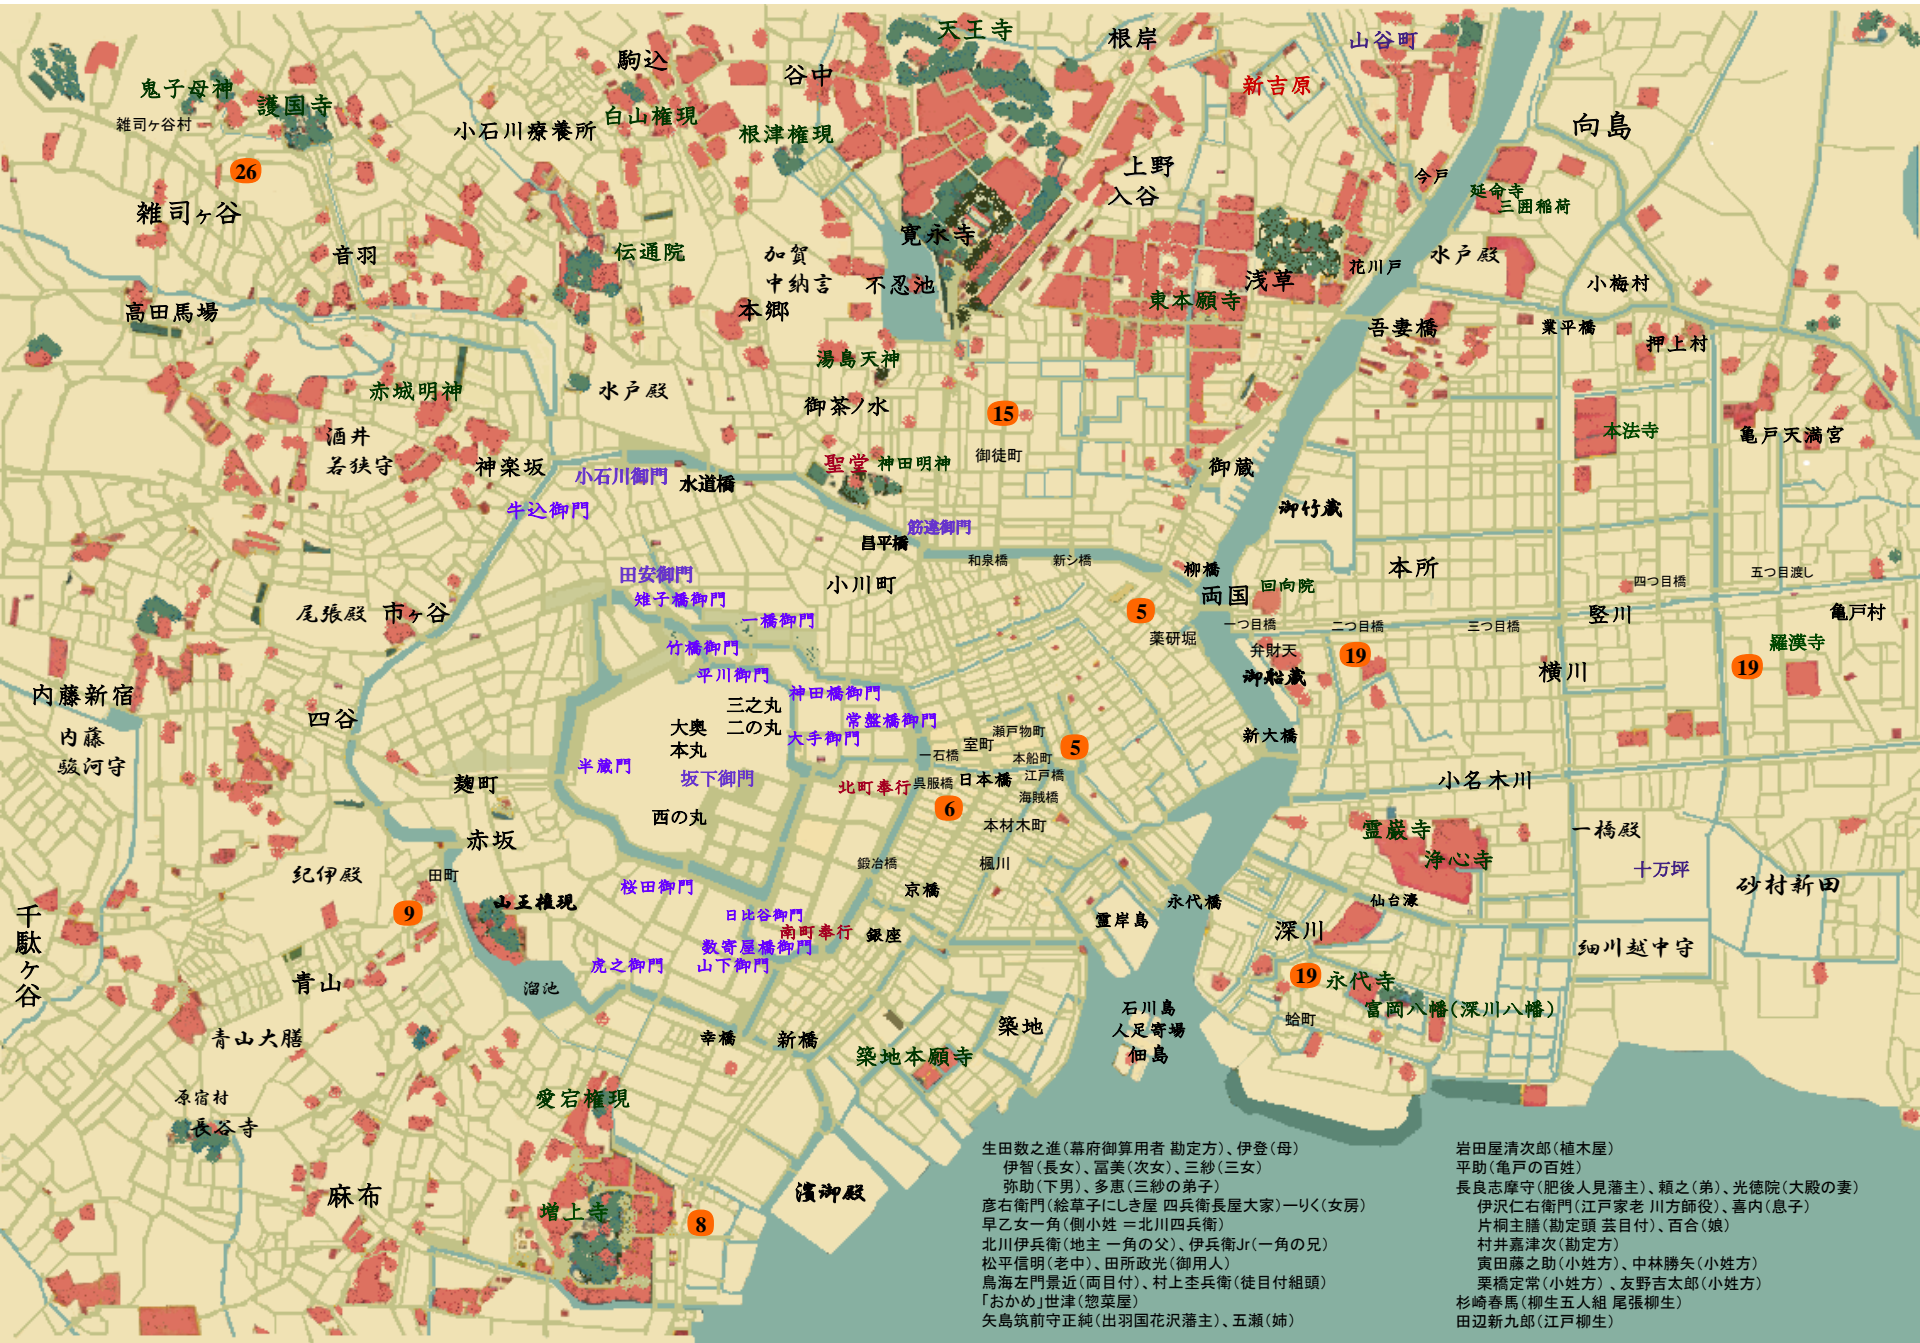 天王寺
根岸
山谷町
駒込
谷中
新吉原
鬼子母神
護国寺
雑司ヶ谷村
小石川療養所
白山権現
根津権現
向島
26
上野
入谷
今戸
延命寺
三囲稲荷
雑司ヶ谷
音羽
伝通院
加賀
中納言
寛永寺
不忍池
浅草
花川戸
水戸殿
小梅村
高田馬場
本郷
東本願寺
吾妻橋
業平橋
押上村
湯島天神
赤城明神
水戸殿
御茶ノ水
15
酒井
若狭守
神楽坂
小石川御門
水道橋
聖堂
神田明神
御徒町
御蔵
本法寺
亀戸天満宮
牛込御門
筋違御門
昌平橋
御竹蔵
和泉橋
新シ橋
柳橋
本所
田安御門
雉子橋御門
小川町
両国
回向院
四つ目橋
五つ目渡し
尾張殿
市ヶ谷
一橋御門
5
薬研堀
一つ目橋
二つ目橋
三つ目橋
竪川
亀戸村
竹橋御門
弁財天
19
羅漢寺
平川御門
御船蔵
横川
19
内藤新宿
四谷
神田橋御門
三之丸
二の丸
大奥
本丸
常盤橋御門
大手御門
内藤
駿河守
瀬戸物町
室町
5
新大橋
半蔵門
坂下御門
一石橋
本船町
江戸橋
麹町
北町奉行
呉服橋
日本橋
海賊橋
小名木川
6
西の丸
本材木町
赤坂
霊巌寺
浄心寺
一橋殿
十万坪
砂村新田
紀伊殿
田町
鍛冶橋
楓川
桜田御門
京橋
山王権現
9
永代橋
仙台濠
日比谷御門
南町奉行
銀座
霊岸島
深川
千駄ヶ谷
数寄屋橋御門
虎之御門
山下御門
細川越中守
青山
溜池
19
永代寺
富岡八幡(深川八幡)
石川島
人足寄場
佃島
蛤町
築地
青山大膳
幸橋
新橋
築地本願寺
原宿村
長谷寺
愛宕権現
麻布
濱御殿
増上寺
8
生田数之進(幕府御算用者 勘定方)、伊登(母)
伊智(長女)、冨美(次女)、三紗(三女)
弥助(下男)、多恵(三紗の弟子)
彦右衛門(絵草子にしき屋 四兵衛長屋大家)ーりく(女房)
早乙女一角(側小姓 ＝北川四兵衛)
北川伊兵衛(地主 一角の父)、伊兵衛Jr(一角の兄)
松平信明(老中)、田所政光(御用人)
鳥海左門景近(両目付)、村上杢兵衛(徒目付組頭)
「おかめ」世津(惣菜屋)
矢島筑前守正純(出羽国花沢藩主)、五瀬(姉)
岩田屋清次郎(植木屋)
平助(亀戸の百姓)
長良志摩守(肥後人見藩主)、頼之(弟)、光徳院(大殿の妻)
伊沢仁右衛門(江戸家老 川方師役)、喜内(息子)
片桐主膳(勘定頭 芸目付)、百合(娘)
村井嘉津次(勘定方)
寅田藤之助(小姓方)、中林勝矢(小姓方)
栗橋定常(小姓方)、友野吉太郎(小姓方)
杉崎春馬(柳生五人組 尾張柳生)
田辺新九郎(江戸柳生)